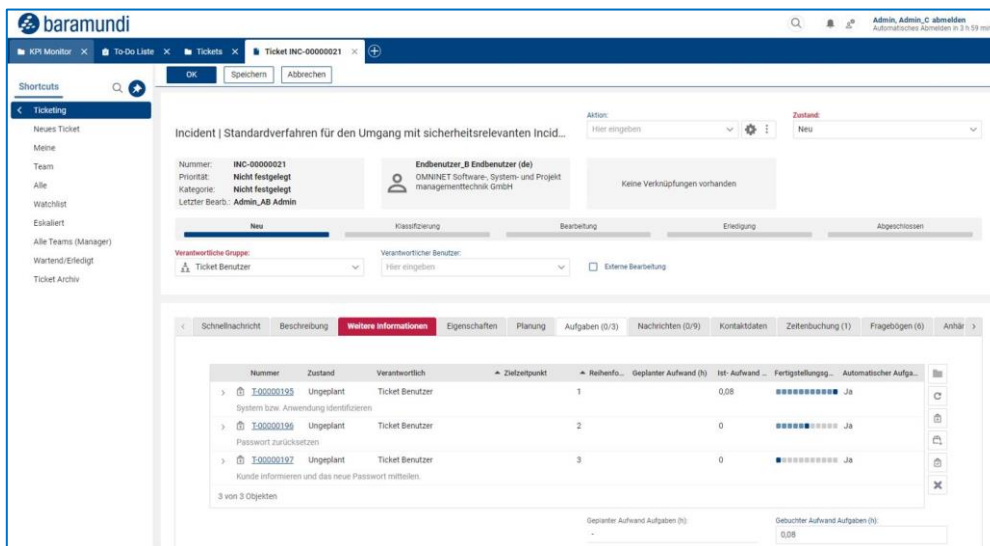 baramundi
Admin, Admin_C abmelden
Automatisches Abmelden in 3 h 59 min
KPI Monitor
To-Do Liste
Tickets
Ticket INC-00000021
OK Speichern Abbrechen
Shortcuts
Ticketing
Neues Ticket
Meine
Team
Alle
Watchlist
Eskaliert
Alle Teams (Manager)
Wartend/Erledigt
Ticket Archiv
Incident | Standardverfahren für den Umgang mit sicherheitsrelevanten Incid...
Aktion:
Hier eingeben
Zustand:
Neu
Nummer: INC-00000021
Priorität: Nicht festgelegt
Kategorie: Nicht festgelegt
Letzter Bearb.: Admin_AB Admin
Endbenutzer_B Endbenutzer (de)
OMNINET Software-, System- und Projekt
managementtechnik GmbH
Keine Verknüpfungen vorhanden
Neu Klassifizierung Bearbeitung Erledigung Abgeschlossen
Verantwortliche Gruppe:
Ticket Benutzer
Verantwortlicher Benutzer:
Hier eingeben
Externe Bearbeitung
Schnellnachricht Beschreibung Weitere Informationen Eigenschaften Planung Aufgaben (0/3) Nachrichten (0/9) Kontaktdaten Zeitenbuchung (1) Fragebögen (6) Anhär
Nummer Zustand Verantwortlich Zielzeitpunkt Reihenfo... Geplanter Aufwand (h) Ist- Aufwand ... Fertigstellungsg... Automatischer Aufga...
T-00000195 Ungeplant Ticket Benutzer 1 0,08 Ja
System bzw. Anwendung identifizieren
T-00000196 Ungeplant Ticket Benutzer 2 0 Ja
Passwort zurücksetzen
T-00000197 Ungeplant Ticket Benutzer 3 0 Ja
Kunde informieren und das neue Passwort mitteilen.
3 von 3 Objekten
Geplanter Aufwand Aufgaben (h):
-
Gebuchter Aufwand Aufgaben (h):
0,08